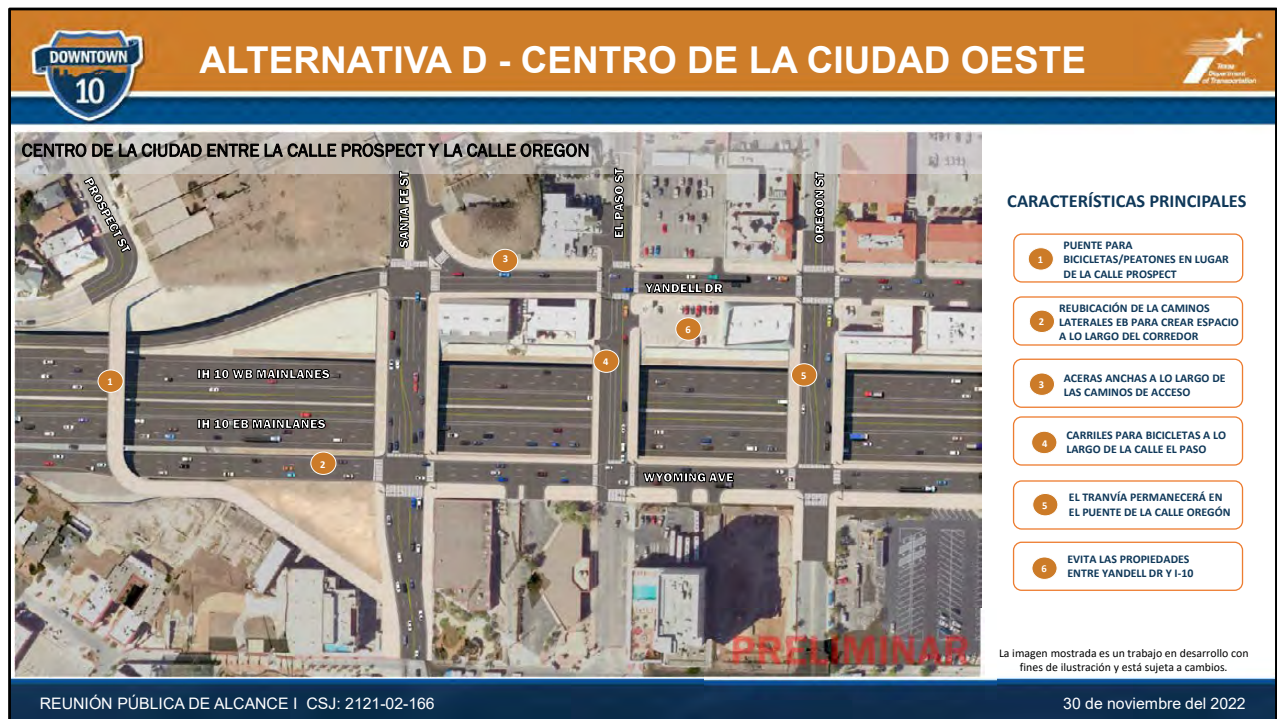 DOWNTOWN
10
ALTERNATIVA D - CENTRO DE LA CIUDAD OESTE
Texas
Department
of Transportation
CENTRO DE LA CIUDAD ENTRE LA CALLE PROSPECT Y LA CALLE OREGON
PROSPECT ST
SANTA FE ST
EL PASO ST
OREGON ST
3
YANDELL DR
6
4
5
1
IH 10 WB MAINLANES
IH 10 EB MAINLANES
2
WYOMING AVE
PRELIMINAR
CARACTERÍSTICAS PRINCIPALES
1
PUENTE PARA
BICICLETAS/PEATONES EN LUGAR
DE LA CALLE PROSPECT
2
REUBICACIÓN DE LA CAMINOS
LATERALES EB PARA CREAR ESPACIO
A LO LARGO DEL CORREDOR
3
ACERAS ANCHAS A LO LARGO DE
LAS CAMINOS DE ACCESO
4
CARRILES PARA BICICLETAS A LO
LARGO DE LA CALLE EL PASO
5
EL TRANVÍA PERMANECERÁ EN
EL PUENTE DE LA CALLE OREGÓN
6
EVITA LAS PROPIEDADES
ENTRE YANDELL DR Y I-10
La imagen mostrada es un trabajo en desarrollo con
fines de ilustración y está sujeta a cambios.
REUNIÓN PÚBLICA DE ALCANCE I CSJ: 2121-02-166
30 de noviembre del 2022